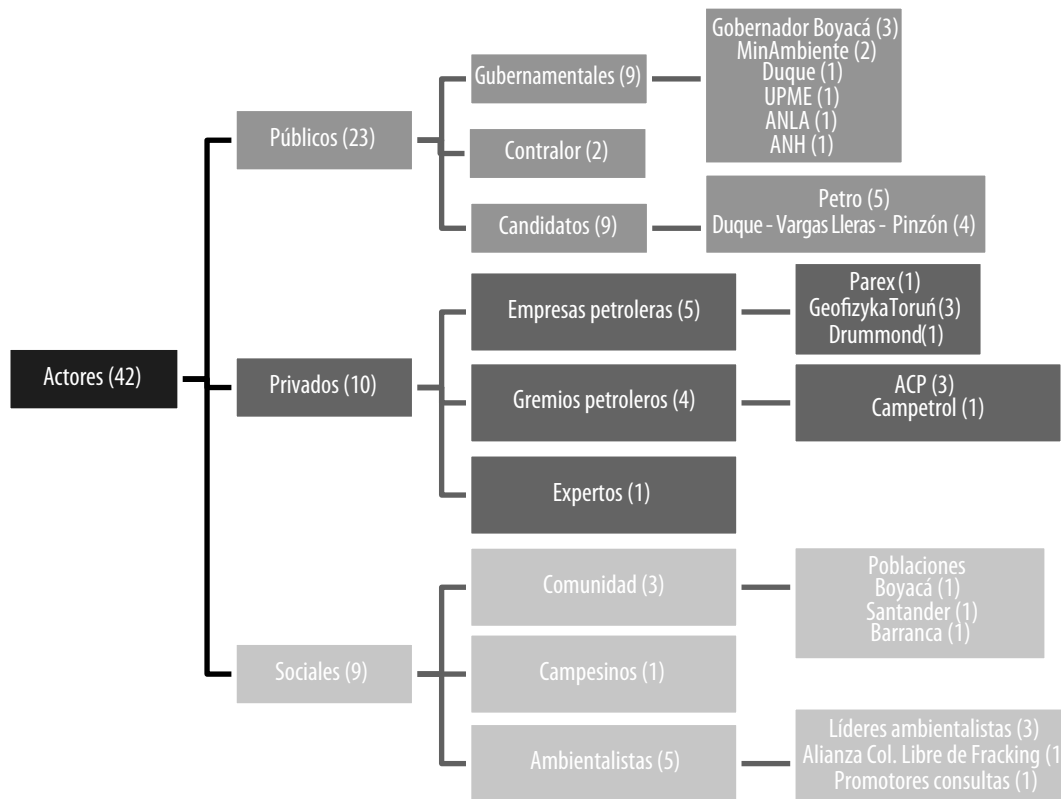 Actores (42)
Públicos (23)
Gubernamentales (9)
Gobernador Boyacá (3)
MinAmbiente (2)
Duque (1)
UPME (1)
ANLA (1)
ANH (1)
Contralor (2)
Candidatos (9)
Petro (5)
Duque - Vargas Lleras - Pinzón (4)
Privados (10)
Empresas petroleras (5)
Parex (1)
GeofizykaToruń (3)
Drummond(1)
Gremios petroleros (4)
ACP (3)
Campetrol (1)
Expertos (1)
Sociales (9)
Comunidad (3)
Poblaciones
Boyacá (1)
Santander (1)
Barranca (1)
Campesinos (1)
Ambientalistas (5)
Líderes ambientalistas (3)
Alianza Col. Libre de Fracking (1
Promotores consultas (1)